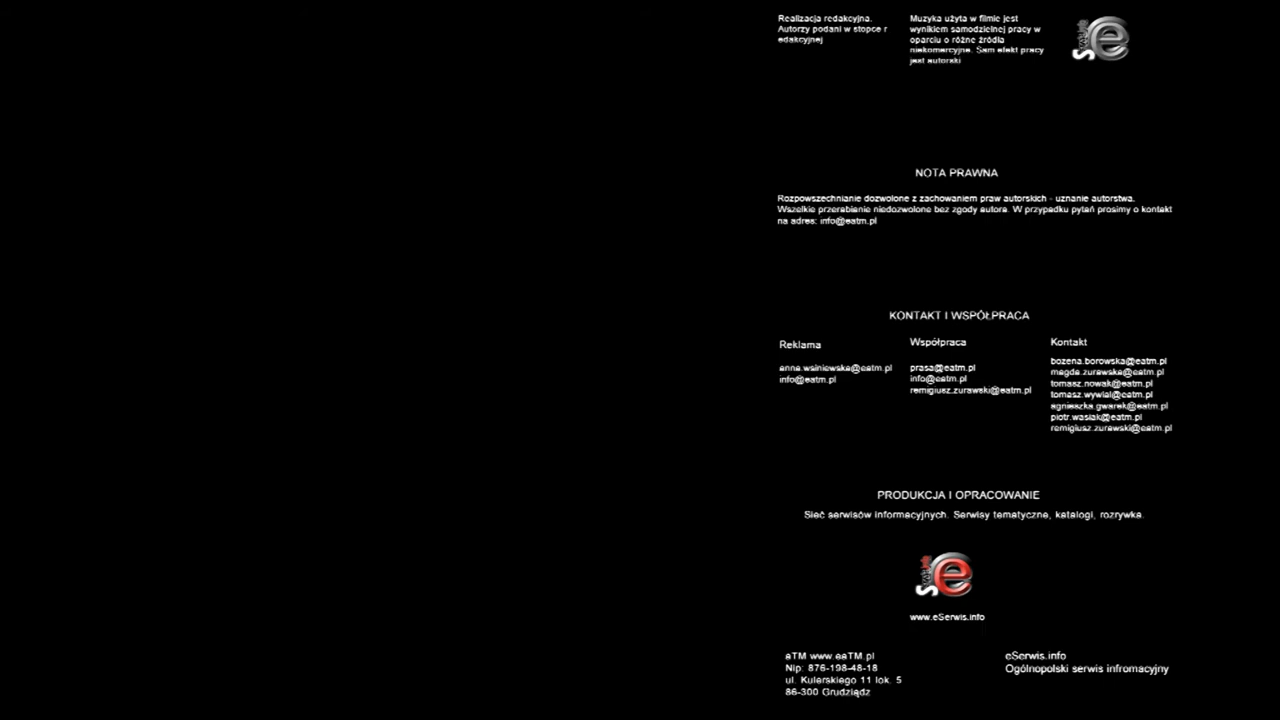 Realizacja redakcyjna.
Autorzy podani w stopce r
edakcyjnej
Muzyka użyta w filmie jest
wynikiem samodzielnej pracy w
oparciu o różne źródła
niekomercyjne. Sam efekt pracy
jest autorski
NOTA PRAWNA
Rozpowszechnianie dozwolone z zachowaniem praw autorskich - uznanie autorstwa.
Wszelkie przerabianie niedozwolone bez zgody autora. W przypadku pytań prosimy o kontakt
na adres: info@eatm.pl
KONTAKT I WSPÓŁPRACA
Reklama
anna.wsiniewska@eatm.pl
info@eatm.pl
Współpraca
prasa@eatm.pl
info@eatm.pl
remigiusz.zurawski@eatm.pl
Kontakt
bozena.borowska@eatm.pl
magda.zurawska@eatm.pl
tomasz.nowak@eatm.pl
tomasz.wywial@eatm.pl
agnieszka.gwarek@eatm.pl
piotr.wasiak@eatm.pl
remigiusz.zurawski@eatm.pl
PRODUKCJA I OPRACOWANIE
Sieć serwisów informacyjnych. Serwisy tematyczne, katalogi, rozrywka.
www.eSerwis.info
eTM www.eaTM.pl
Nip: 876-198-48-18
ul. Kulerskiego 11 lok. 5
86-300 Grudziądz
eSerwis.info
Ogólnopolski serwis infromacyjny